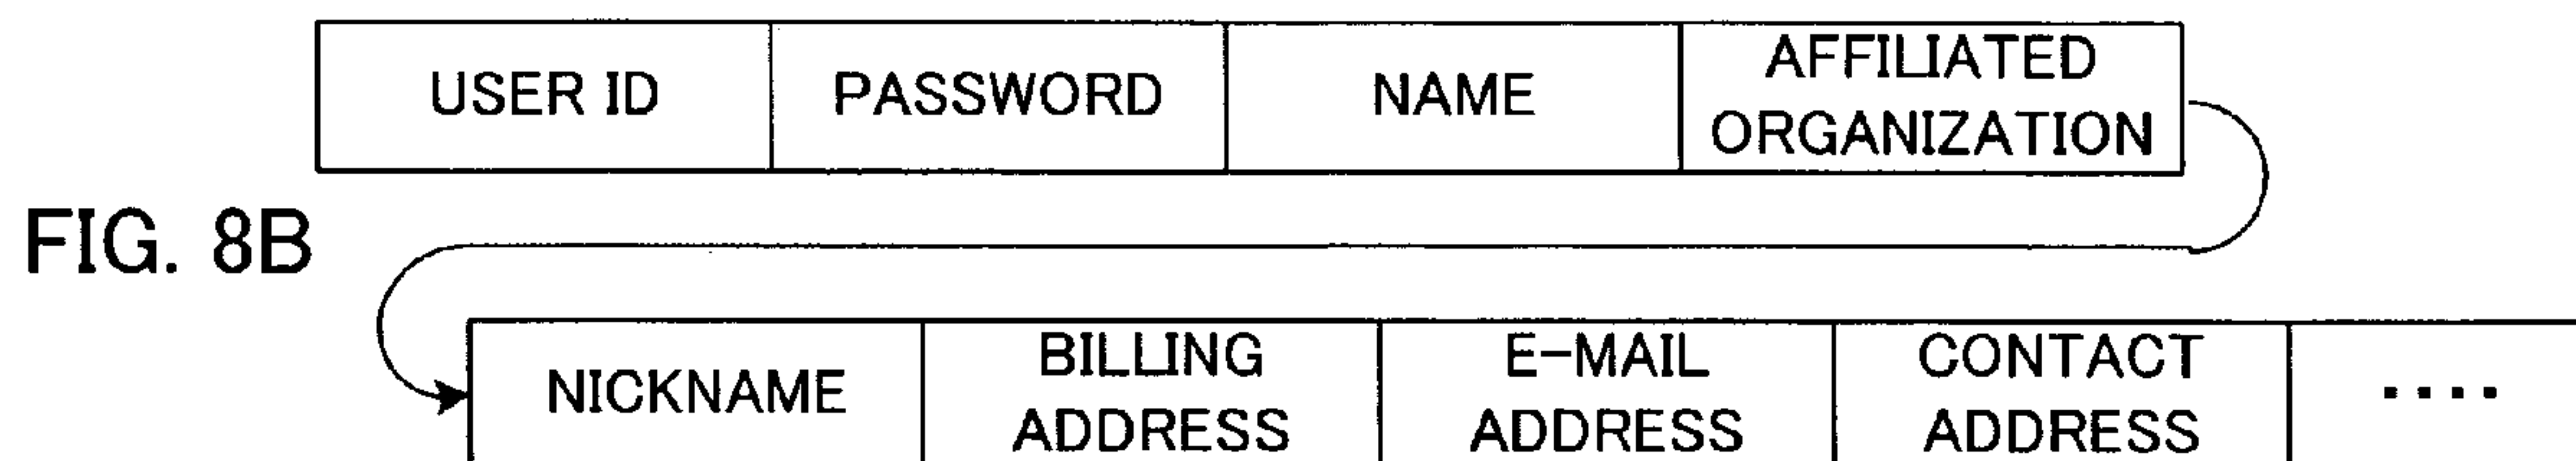 USER ID
PASSWORD
NAME
AFFILIATED
ORGANIZATION
FIG. 8B
NICKNAME
BILLING
ADDRESS
E-MAIL
ADDRESS
CONTACT
ADDRESS
....